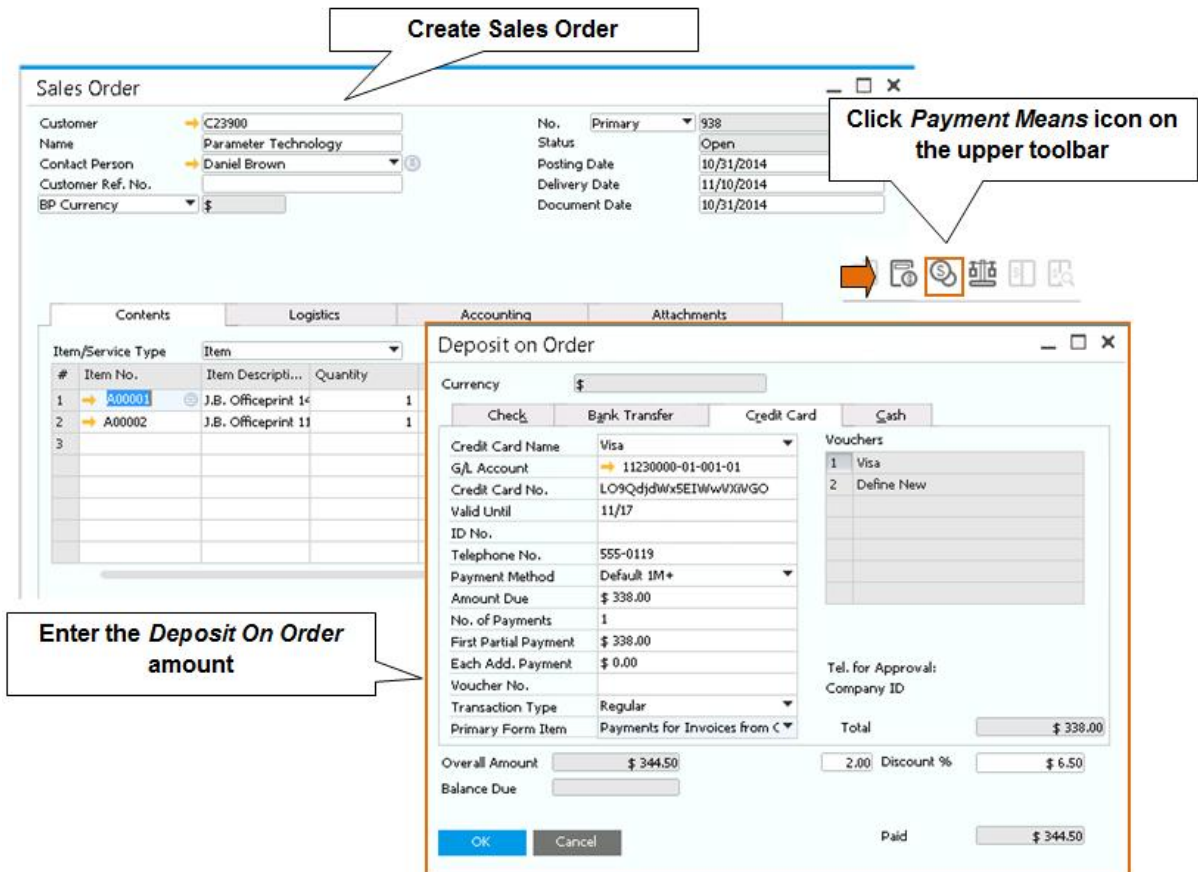 Create Sales Order
Sales Order
Customer C23900 No. Primary 938
Name Parameter Technology Status Open
Contact Person Daniel Brown Posting Date 10/31/2014
Customer Ref. No. Delivery Date 11/10/2014
BP Currency $ Document Date 10/31/2014
Click Payment Means icon on
the upper toolbar
Contents Logistics Accounting Attachments
Item/Service Type Item
# Item No. Item Descripti... Quantity
1 A00001 J.B. Officeprint 14 1
2 A00002 J.B. Officeprint 11 1
3
Enter the Deposit On Order
amount
Deposit on Order
Currency $
Check Bank Transfer Credit Card Cash
Credit Card Name Visa Vouchers
G/L Account 11230000-01-001-01 1 Visa
Credit Card No. LO9QdjdWx5EIWwVXiVGO 2 Define New
Valid Until 11/17
ID No.
Telephone No. 555-0119
Payment Method Default 1M+
Amount Due $ 338.00
No. of Payments 1
First Partial Payment $ 338.00
Each Add. Payment $ 0.00 Tel. for Approval:
Voucher No. Company ID
Transaction Type Regular
Primary Form Item Payments for Invoices from C Total $ 338.00
Overall Amount $ 344.50 2.00 Discount % $ 6.50
Balance Due
OK Cancel Paid $ 344.50